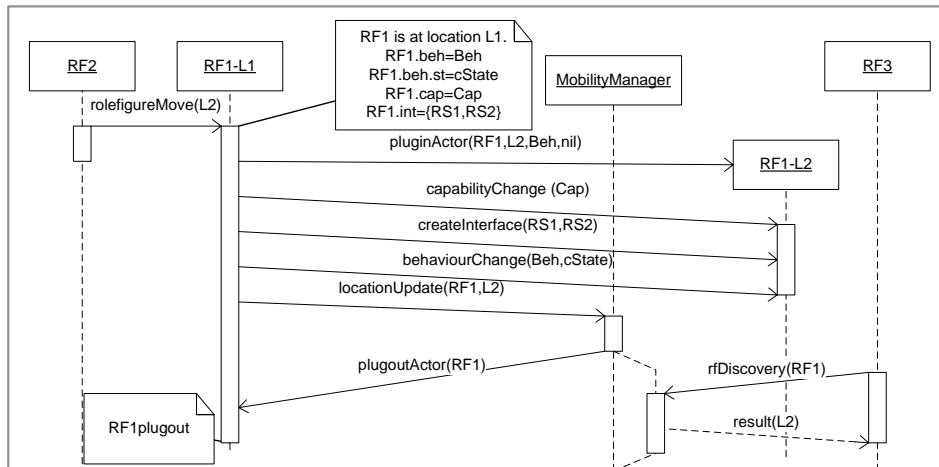 RF1 is at location L1.
RF1.beh=Beh
RF1.beh.st=cState
RF1.cap=Cap
RF1.int={RS1,RS2}
RF2
RF1-L1
MobilityManager
RF3
rolefigureMove(L2)
pluginActor(RF1,L2,Beh,nil)
RF1-L2
capabilityChange (Cap)
createInterface(RS1,RS2)
behaviourChange(Beh,cState)
locationUpdate(RF1,L2)
plugoutActor(RF1)
rfDiscovery(RF1)
RF1plugout
result(L2)